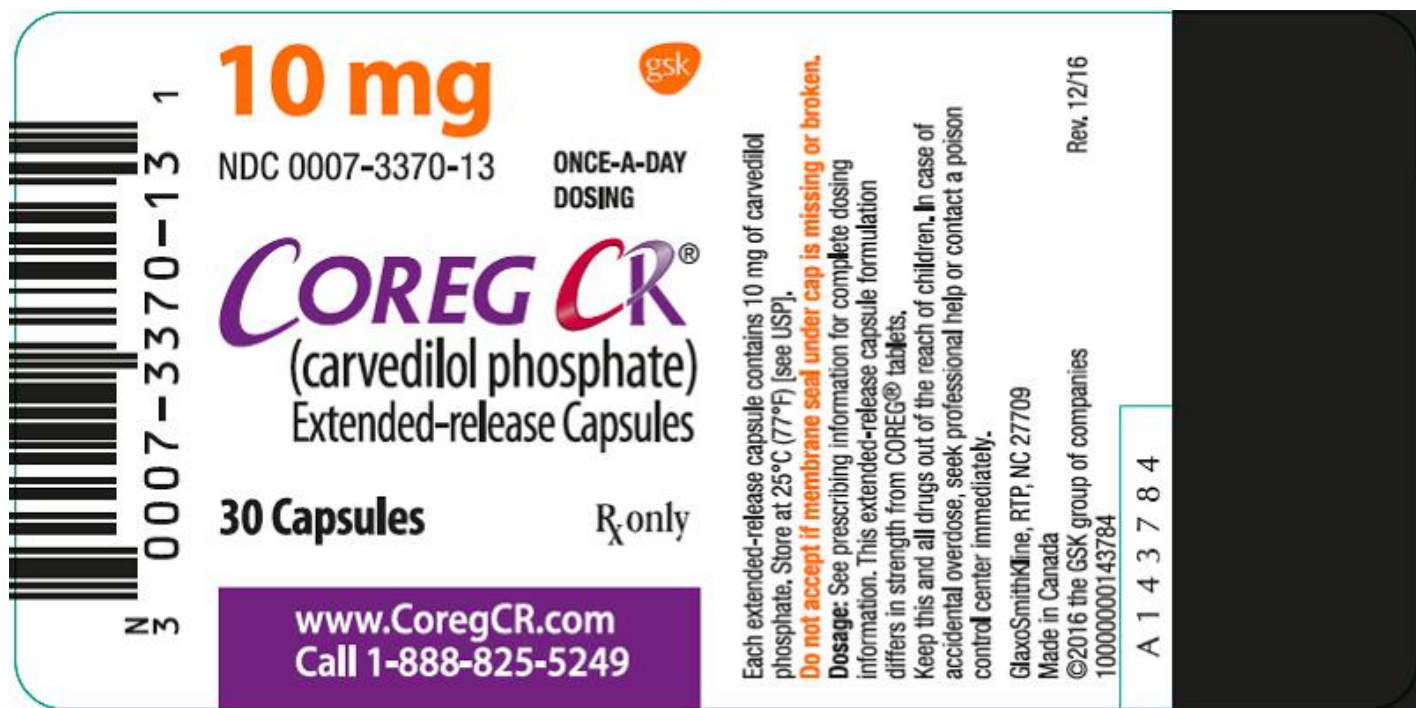 10 mg
gsk
NDC 0007-3370-13
ONCE-A-DAY
DOSING
COREG CR®
(carvedilol phosphate)
Extended-release Capsules
30 Capsules
Rx only
www.CoregCR.com
Call 1-888-825-5249
N
3 0007-3370-13 1
Each extended-release capsule contains 10 mg of carvedilol
phosphate. Store at 25°C (77°F) [see USP].
Do not accept if membrane seal under cap is missing or broken.
Dosage: See prescribing information for complete dosing
information. This extended-release capsule formulation
differs in strength from COREG® tablets.
Keep this and all drugs out of the reach of children. In case of
accidental overdose, seek professional help or contact a poison
control center immediately.
GlaxoSmithKline, RTP, NC 27709
Made in Canada
©2016 the GSK group of companies
Rev. 12/16
10000000143784
A143784